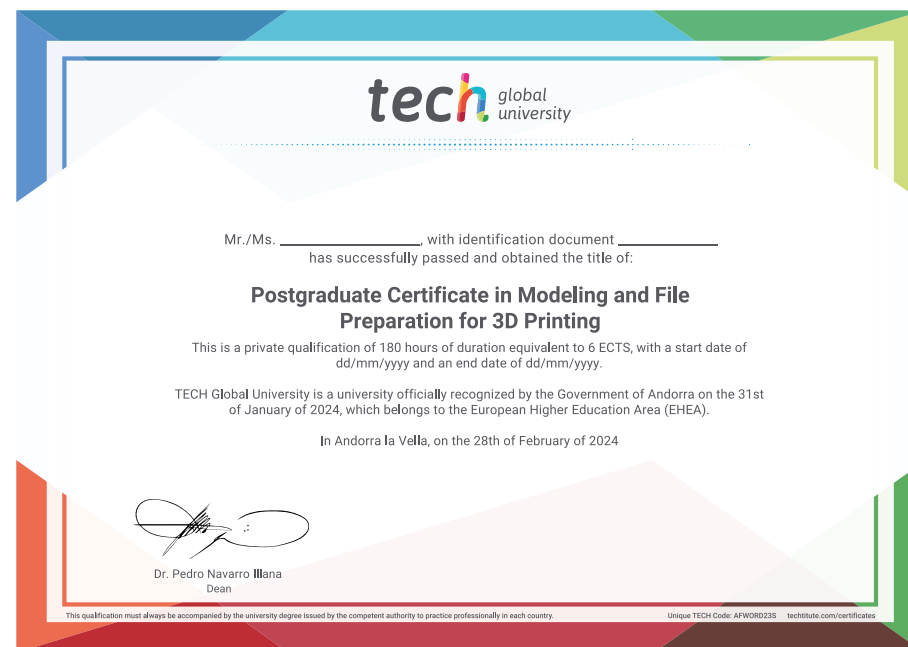 tech global university
Mr./Ms. ____________________, with identification document ______________
has successfully passed and obtained the title of:
Postgraduate Certificate in Modeling and File
Preparation for 3D Printing
This is a private qualification of 180 hours of duration equivalent to 6 ECTS, with a start date of
dd/mm/yyyy and an end date of dd/mm/yyyy.
TECH Global University is a university officially recognized by the Government of Andorra on the 31st
of January of 2024, which belongs to the European Higher Education Area (EHEA).
In Andorra la Vella, on the 28th of February of 2024
Dr. Pedro Navarro Illana
Dean
This qualification must always be accompanied by the university degree issued by the competent authority to practice professionally in each country.
Unique TECH Code: AFWORD23S techtitute.com/certificates